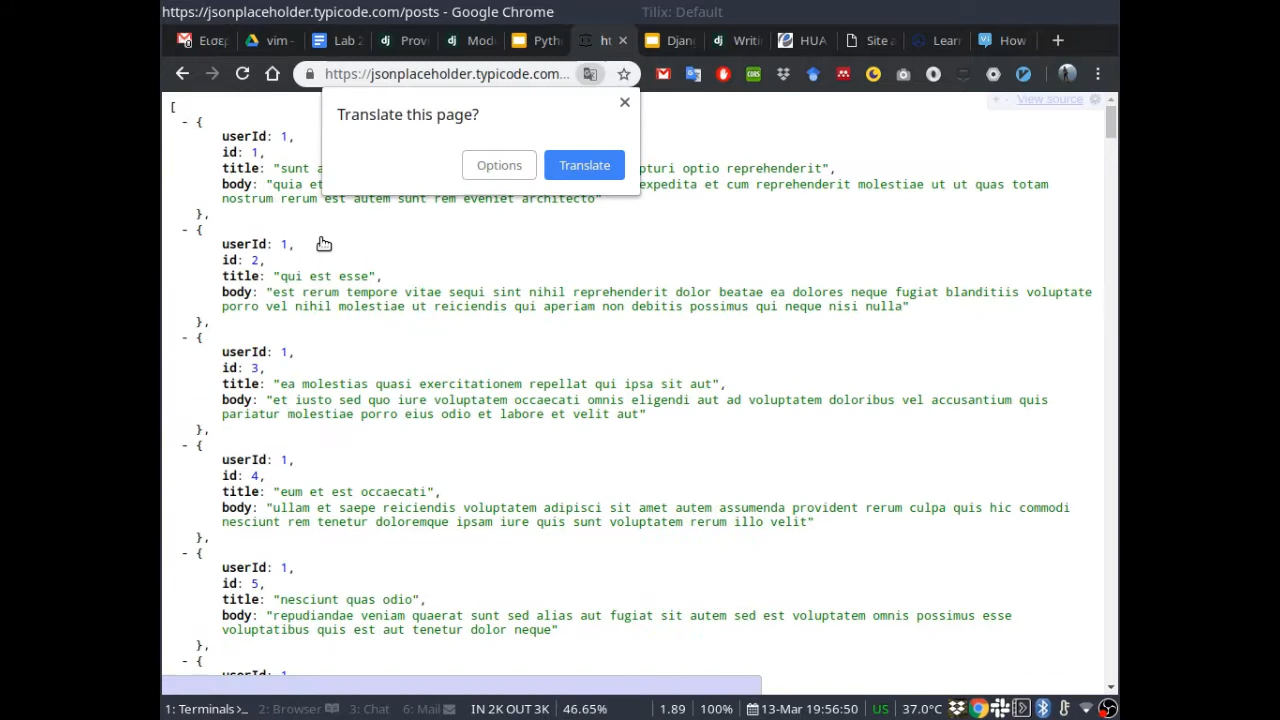 https://jsonplaceholder.typicode.com/posts - Google Chrome
Tilix: Default
Εισερ
vim -
Lab 2
Provi
Mode
Pyth
ht
Djan
Writi
HUA
Site a
Lear
How
https://jsonplaceholder.typicode.com...
Translate this page?
Options
Translate
View source
[
- {
userId: 1,
id: 1,
title: "sunt a
pturi optio reprehenderit",
body: "quia et
expedita et cum reprehenderit molestiae ut ut quas totam
nostrum rerum est autem sunt rem eveniet architecto"
},
- {
userId: 1,
id: 2,
title: "qui est esse",
body: "est rerum tempore vitae sequi sint nihil reprehenderit dolor beatae ea dolores neque fugiat blanditiis voluptate
porro vel nihil molestiae ut reiciendis qui aperiam non debitis possimus qui neque nisi nulla"
},
- {
userId: 1,
id: 3,
title: "ea molestias quasi exercitationem repellat qui ipsa sit aut",
body: "et iusto sed quo iure voluptatem occaecati omnis eligendi aut ad voluptatem doloribus vel accusantium quis
pariatur molestiae porro eius odio et labore et velit aut"
},
- {
userId: 1,
id: 4,
title: "eum et est occaecati",
body: "ullam et saepe reiciendis voluptatem adipisci sit amet autem assumenda provident rerum culpa quis hic commodi
nesciunt rem tenetur doloremque ipsam iure quis sunt voluptatem rerum illo velit"
},
- {
userId: 1,
id: 5,
title: "nesciunt quas odio",
body: "repudiandae veniam quaerat sunt sed alias aut fugiat sit autem sed est voluptatem omnis possimus esse
voluptatibus quis est aut tenetur dolor neque"
},
- {
userId: 1
1: Terminals 2: Browser 3: Chat 6: Mail IN 2K OUT 3K 46.65% 1.89 100% 13-Mar 19:56:50 US 37.0°C